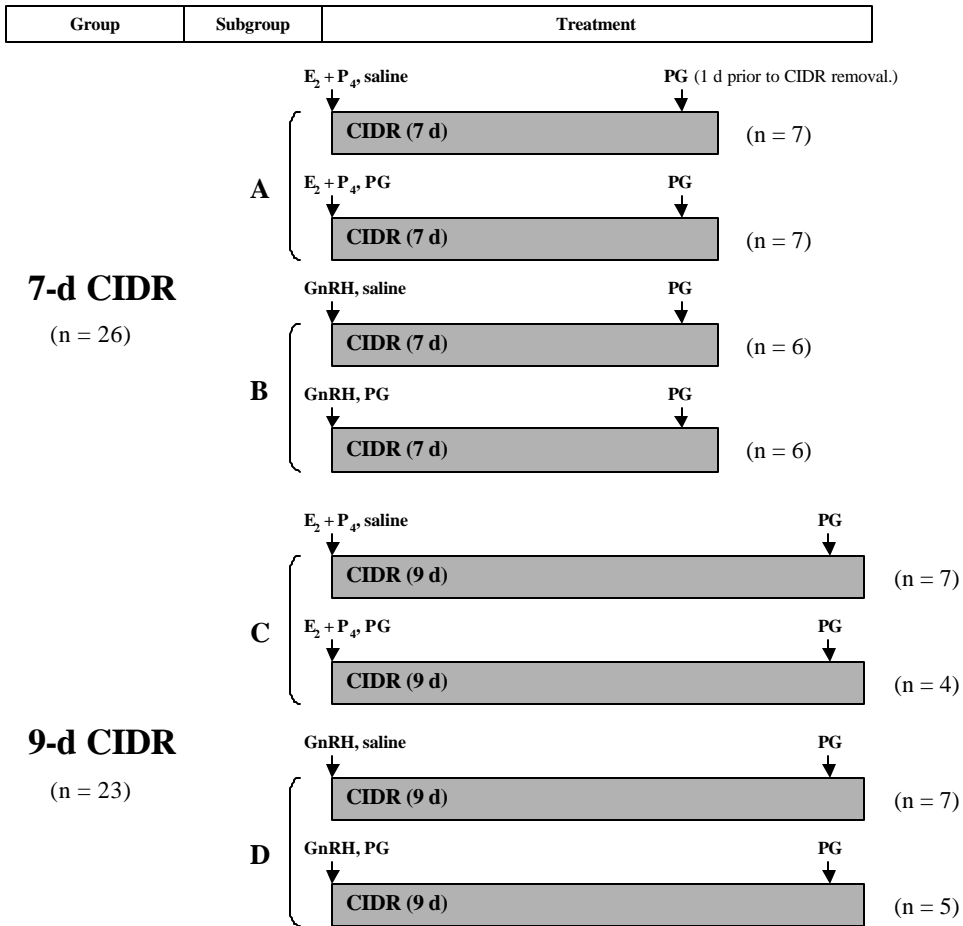 Group Subgroup Treatment
E₂ + P₄, saline PG (1 d prior to CIDR removal.)
CIDR (7 d) (n = 7)
A
E₂ + P₄, PG PG
CIDR (7 d) (n = 7)
7-d CIDR
(n = 26)
GnRH, saline PG
CIDR (7 d) (n = 6)
B
GnRH, PG PG
CIDR (7 d) (n = 6)
E₂ + P₄, saline PG
CIDR (9 d) (n = 7)
C
E₂ + P₄, PG PG
CIDR (9 d) (n = 4)
9-d CIDR
(n = 23)
GnRH, saline PG
CIDR (9 d) (n = 7)
D
GnRH, PG PG
CIDR (9 d) (n = 5)